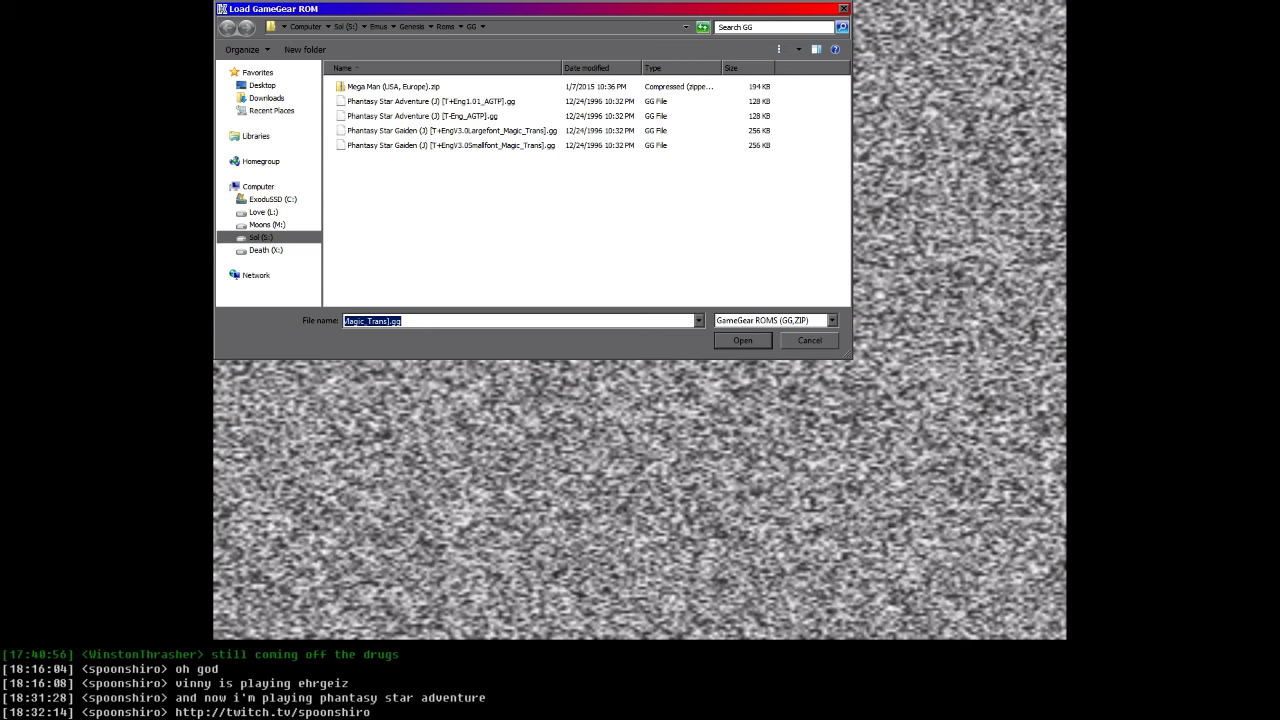 Load GameGear ROM
Computer Sol (S:) Emus Genesis Roms GG
Search GG
Organize New folder
Name Date modified Type Size
Favorites
Desktop
Downloads
Recent Places
Libraries
Homegroup
Computer
ExoduSSD (C:)
Love (L:)
Moons (M:)
Sol (S:)
Death (X:)
Network
Mega Man (USA, Europe).zip 1/7/2015 10:36 PM Compressed (zippe... 194 KB
Phantasy Star Adventure (J) [T+Eng1.01_AGTP].gg 12/24/1996 10:32 PM GG File 128 KB
Phantasy Star Adventure (J) [T-Eng_AGTP].gg 12/24/1996 10:32 PM GG File 128 KB
Phantasy Star Gaiden (J) [T+EngV3.0Largefont_Magic_Trans].gg 12/24/1996 10:32 PM GG File 256 KB
Phantasy Star Gaiden (J) [T+EngV3.0Smallfont_Magic_Trans].gg 12/24/1996 10:32 PM GG File 256 KB
File name: Magic_Trans].gg GameGear ROMS (GG,ZIP)
Open Cancel
[17:40:56] <WinstonThrasher> still coming off the drugs
[18:16:04] <spoonshiro> oh god
[18:16:08] <spoonshiro> vinny is playing ehrgeiz
[18:31:28] <spoonshiro> and now i'm playing phantasy star adventure
[18:32:14] <spoonshiro> http://twitch.tv/spoonshiro